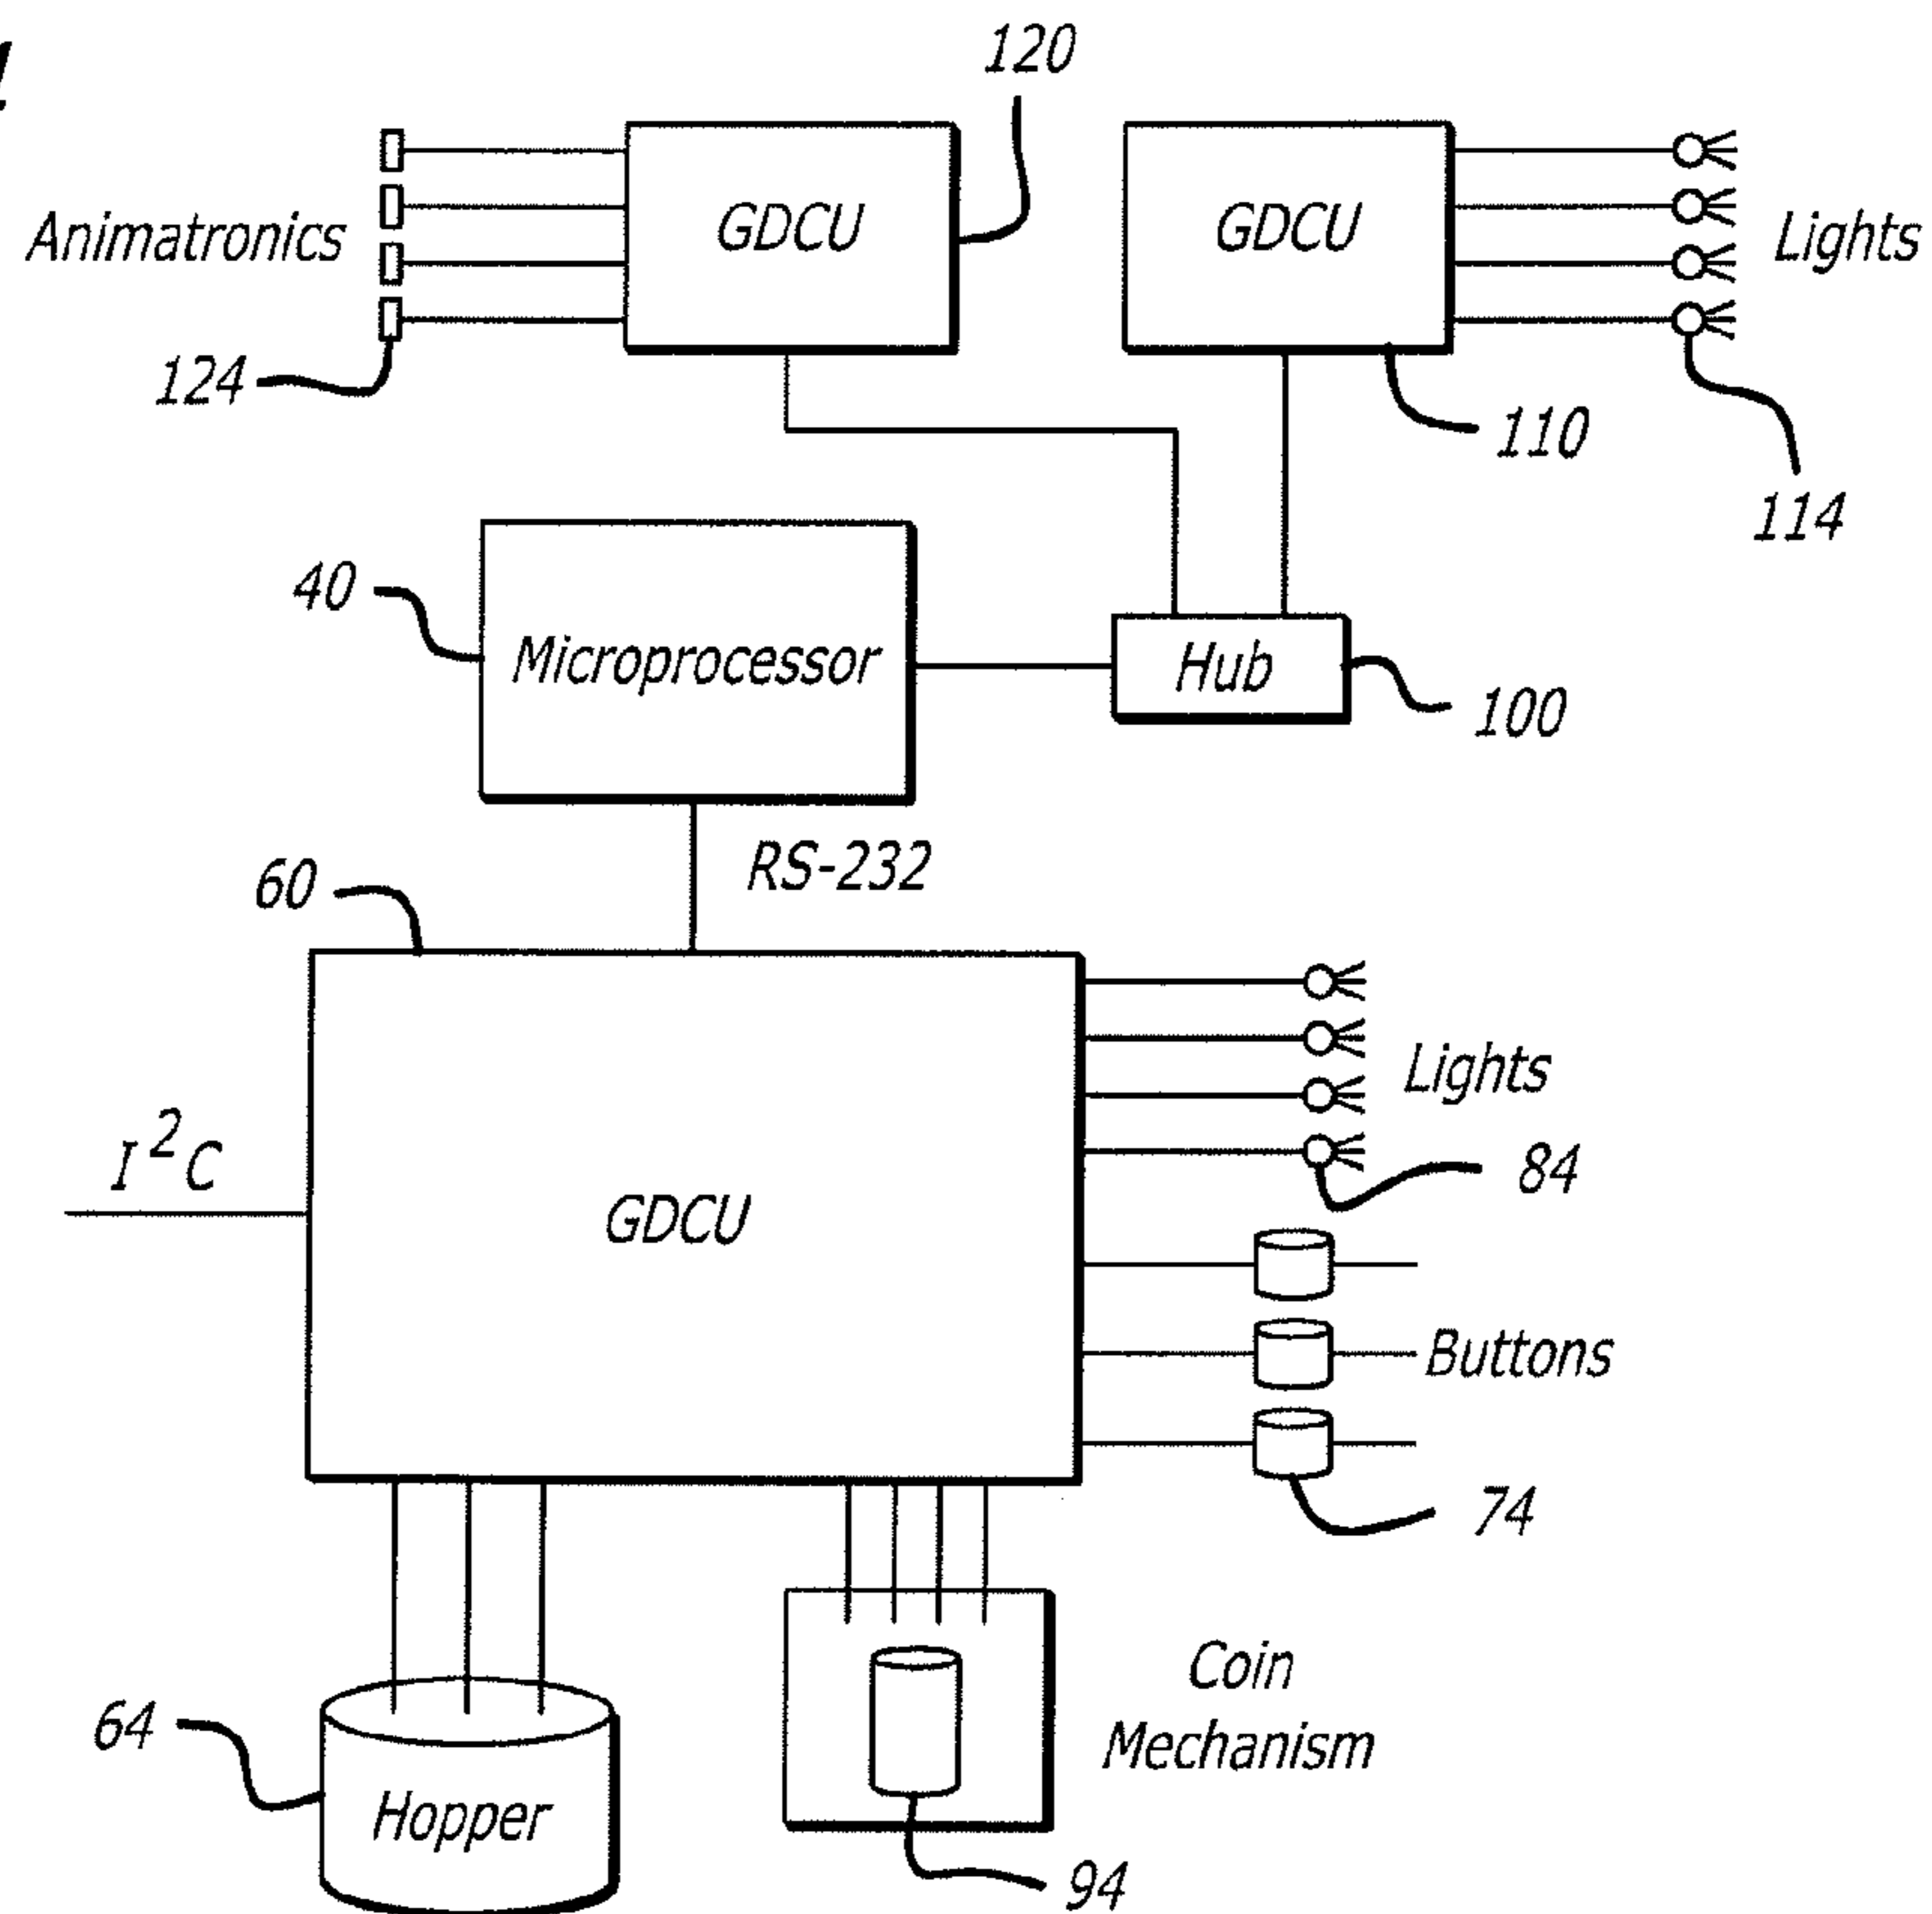 120
GDCU
GDCU
Animatronics
Lights
124
110
114
40
Microprocessor
Hub
100
RS-232
60
Lights
I²C
84
GDCU
Buttons
74
Coin
Mechanism
64
Hopper
94